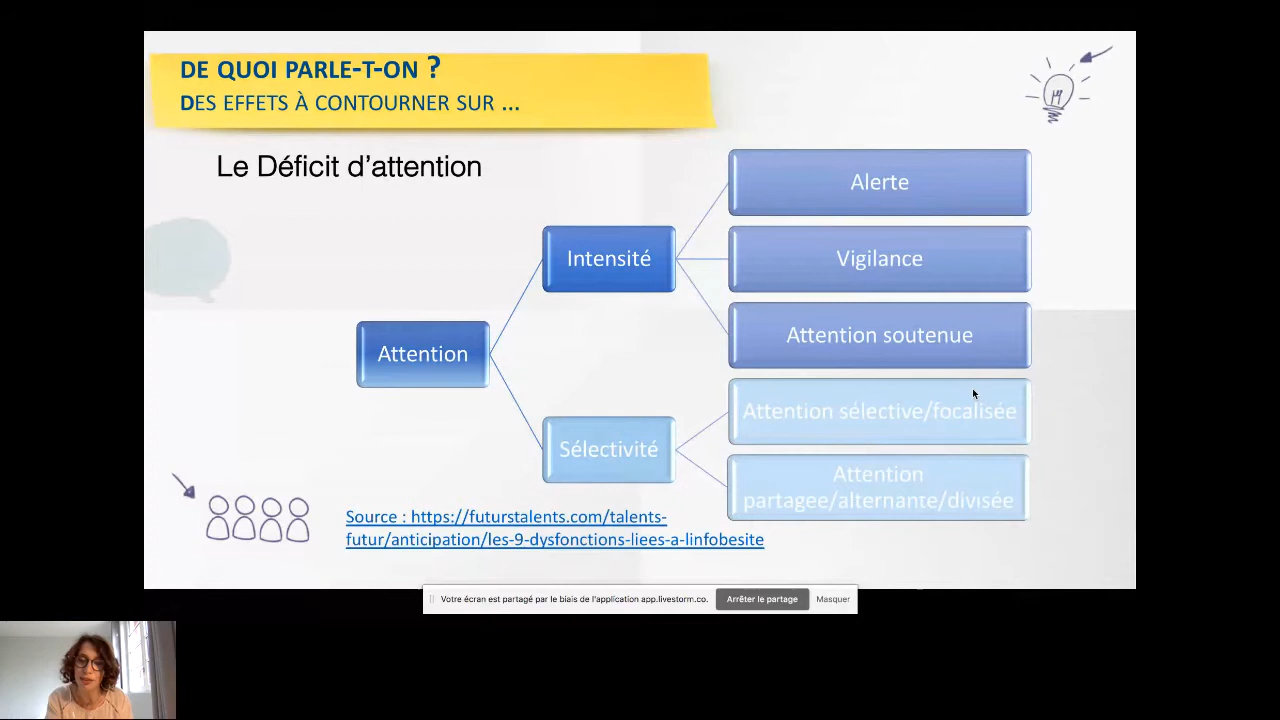 DE QUOI PARLE-T-ON ?
DES EFFETS À CONTOURNER SUR ...
Le Déficit d'attention
Alerte
Intensité
Vigilance
Attention soutenue
Attention
Attention sélective/focalisée
Sélectivité
Attention
partagee/alternante/divisée
Source : https://futurstalents.com/talents-
futur/anticipation/les-9-dysfonctions-liees-a-linfobesite
Votre écran est partagé par le biais de l'application app.livestorm.co.
Arrêter le partage
Masquer